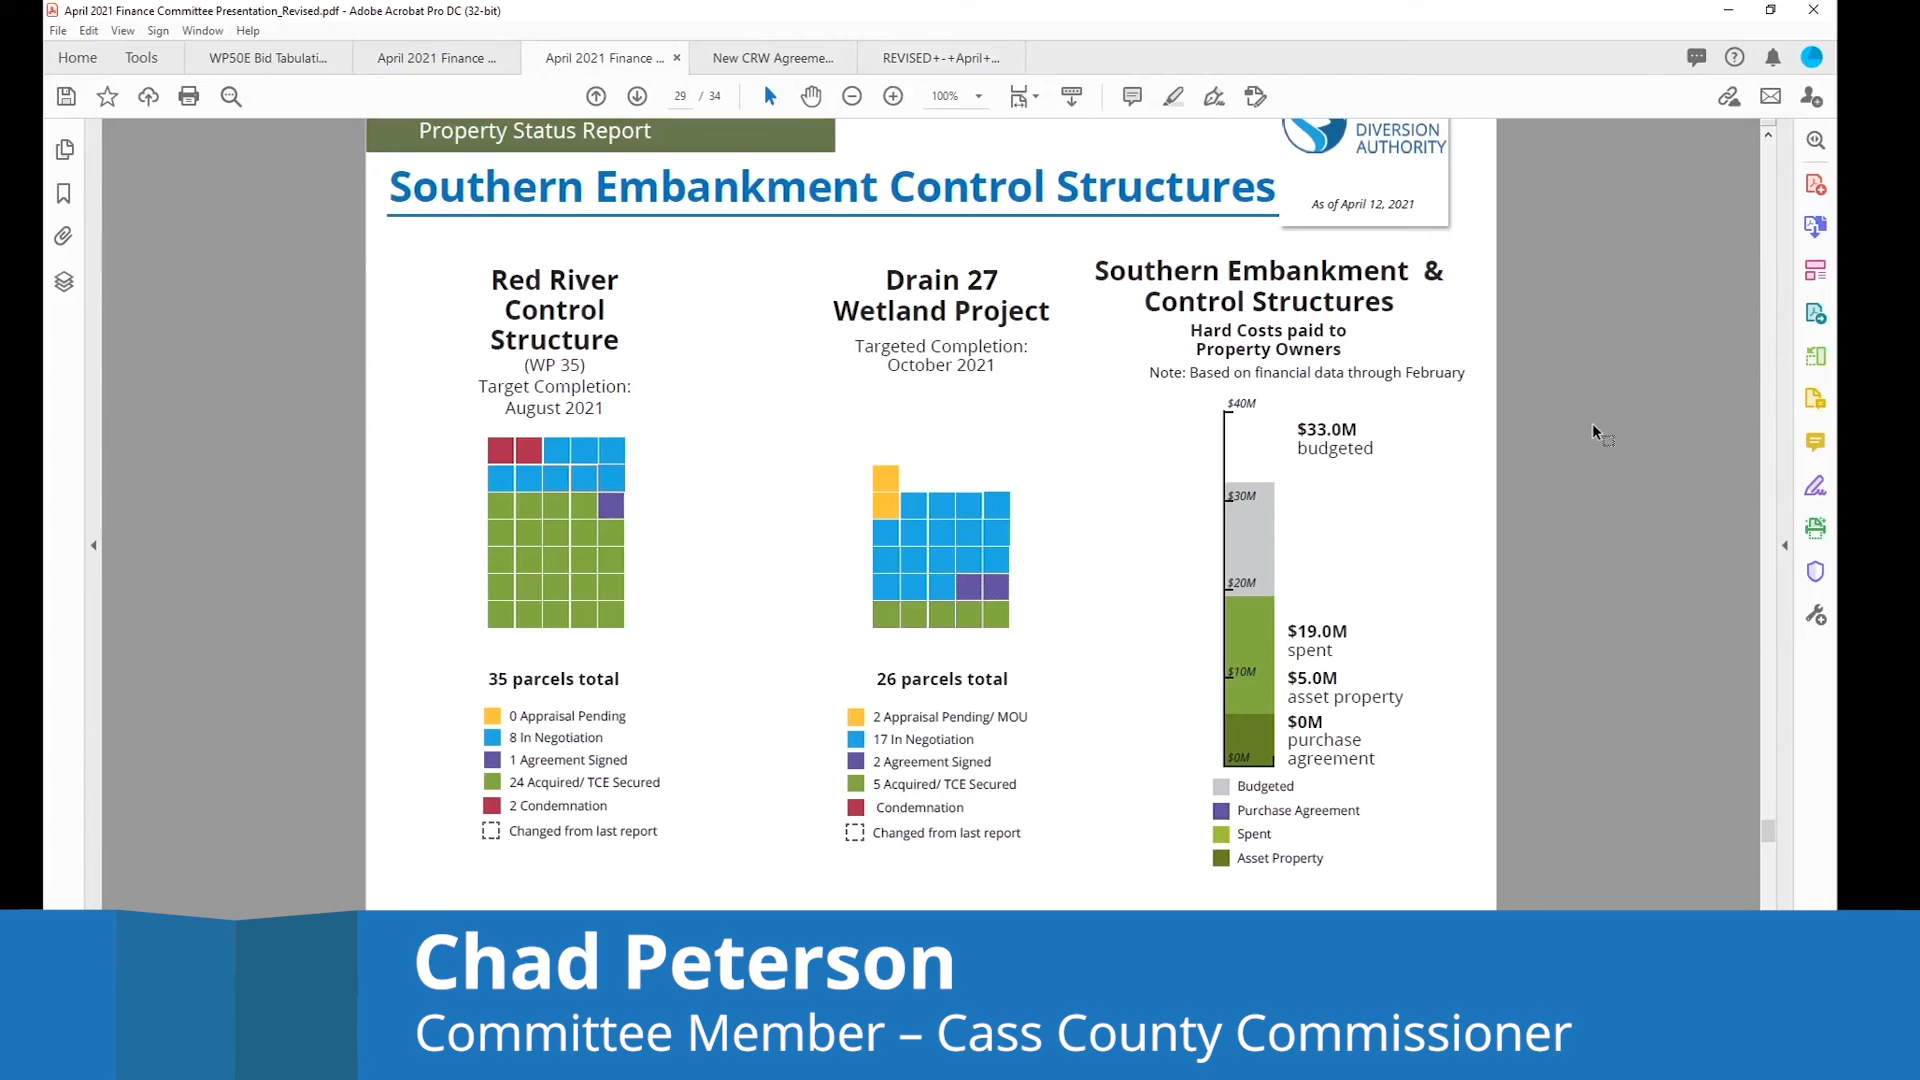 April 2021 Finance Committee Presentation_Revised.pdf - Adobe Acrobat Pro DC (32-bit)
File Edit View Sign Window Help
Home Tools WP50E Bid Tabulati... April 2021 Finance ... April 2021 Finance ... × New CRW Agreeme... REVISED+-+April+...
29 / 34 100%
Property Status Report
DIVERSION
AUTHORITY
Southern Embankment Control Structures
As of April 12, 2021
Red River
Control
Structure
(WP 35)
Target Completion:
August 2021
35 parcels total
0 Appraisal Pending
8 In Negotiation
1 Agreement Signed
24 Acquired/ TCE Secured
2 Condemnation
Changed from last report
Drain 27
Wetland Project
Targeted Completion:
October 2021
26 parcels total
2 Appraisal Pending/ MOU
17 In Negotiation
2 Agreement Signed
5 Acquired/ TCE Secured
Condemnation
Changed from last report
Southern Embankment &
Control Structures
Hard Costs paid to
Property Owners
Note: Based on financial data through February
$40M
$33.0M
budgeted
$30M
$20M
$19.0M
spent
$10M
$5.0M
asset property
$0M
purchase
agreement
$0M
Budgeted
Purchase Agreement
Spent
Asset Property
Chad Peterson
Committee Member – Cass County Commissioner